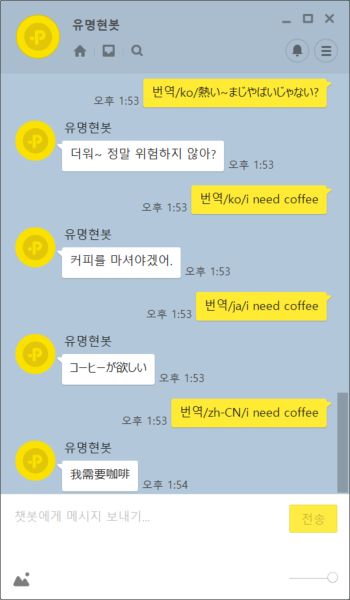 유명현봇
오후 1:53 번역/ko/熱い~まじやばいじゃない?
유명현봇
더워~ 정말 위험하지 않아? 오후 1:53
오후 1:53 번역/ko/i need coffee
유명현봇
커피를 마셔야겠어. 오후 1:53
오후 1:53 번역/ja/i need coffee
유명현봇
コーヒーが欲しい 오후 1:53
오후 1:53 번역/zh-CN/i need coffee
유명현봇
我需要咖啡 오후 1:54
챗봇에게 메시지 보내기... 전송